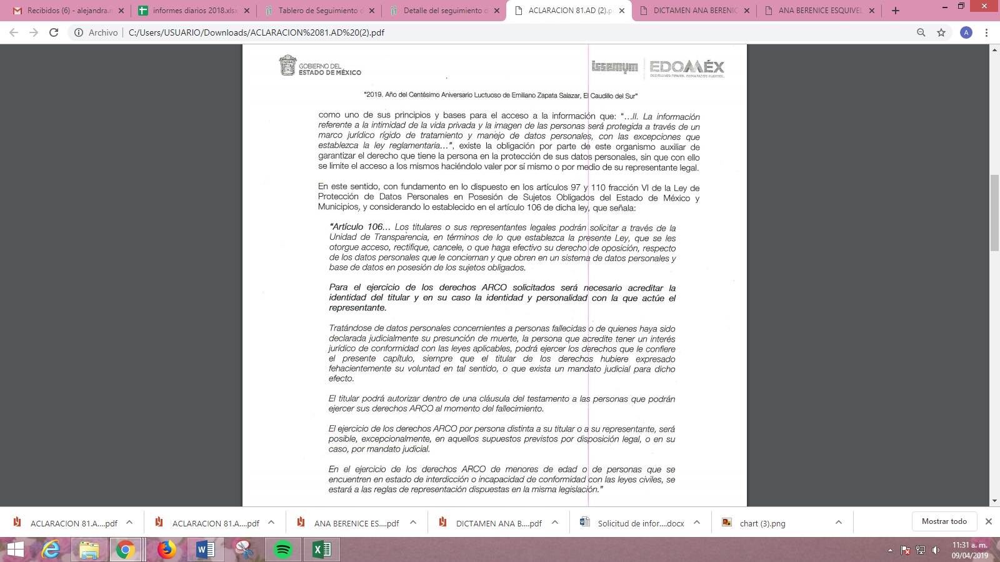 Recibidos (6) - alejandra.n
informes diarios 2018.xlsx
Tablero de Seguimiento d
Detalle del seguimiento d
ACLARACION 81.AD (2).p
DICTAMEN ANA BERENIC
ANA BERENICE ESQUIVEL
Archivo
C:/Users/USUARIO/Downloads/ACLARACION%2081.AD%20(2).pdf
A
GOBIERNO DEL
ESTADO DE MÉXICO
issemym
EDOMÉX
DECISIONES FIRMES, RESULTADOS FUERTES.
“2019. Año del Centésimo Aniversario Luctuoso de Emiliano Zapata Salazar, El Caudillo del Sur”
como uno de sus principios y bases para el acceso a la información que: “…II. La información
referente a la intimidad de la vida privada y la imagen de las personas será protegida a través de un
marco jurídico rígido de tratamiento y manejo de datos personales, con las excepciones que
establezca la ley reglamentaria…”, existe la obligación por parte de este organismo auxiliar de
garantizar el derecho que tiene la persona en la protección de sus datos personales, sin que con ello
se limite el acceso a los mismos haciéndolo valer por sí mismo o por medio de su representante legal.
En este sentido, con fundamento en lo dispuesto en los artículos 97 y 110 fracción VI de la Ley de
Protección de Datos Personales en Posesión de Sujetos Obligados del Estado de México y
Municipios, y considerando lo establecido en el artículo 106 de dicha ley, que señala:
“Artículo 106… Los titulares o sus representantes legales podrán solicitar a través de la
Unidad de Transparencia, en términos de lo que establezca la presente Ley, que se les
otorgue acceso, rectifique, cancele, o que haga efectivo su derecho de oposición, respecto
de los datos personales que le conciernan y que obren en un sistema de datos personales y
base de datos en posesión de los sujetos obligados.
Para el ejercicio de los derechos ARCO solicitados será necesario acreditar la
identidad del titular y en su caso la identidad y personalidad con la que actúe el
representante.
Tratándose de datos personales concernientes a personas fallecidas o de quienes haya sido
declarada judicialmente su presunción de muerte, la persona que acredite tener un interés
jurídico de conformidad con las leyes aplicables, podrá ejercer los derechos que le confiere
el presente capítulo, siempre que el titular de los derechos hubiere expresado
fehacientemente su voluntad en tal sentido, o que exista un mandato judicial para dicho
efecto.
El titular podrá autorizar dentro de una cláusula del testamento a las personas que podrán
ejercer sus derechos ARCO al momento del fallecimiento.
El ejercicio de los derechos ARCO por persona distinta a su titular o a su representante, será
posible, excepcionalmente, en aquellos supuestos previstos por disposición legal, o en su
caso, por mandato judicial.
En el ejercicio de los derechos ARCO de menores de edad o de personas que se
encuentren en estado de interdicción o incapacidad de conformidad con las leyes civiles, se
estará a las reglas de representación dispuestas en la misma legislación.”
ACLARACION 81.A....pdf
ACLARACION 81.A....pdf
ANA BERENICE ES....pdf
DICTAMEN ANA B....pdf
Solicitud de infor....docx
chart (3).png
Mostrar todo
11:31 a. m.
09/04/2019